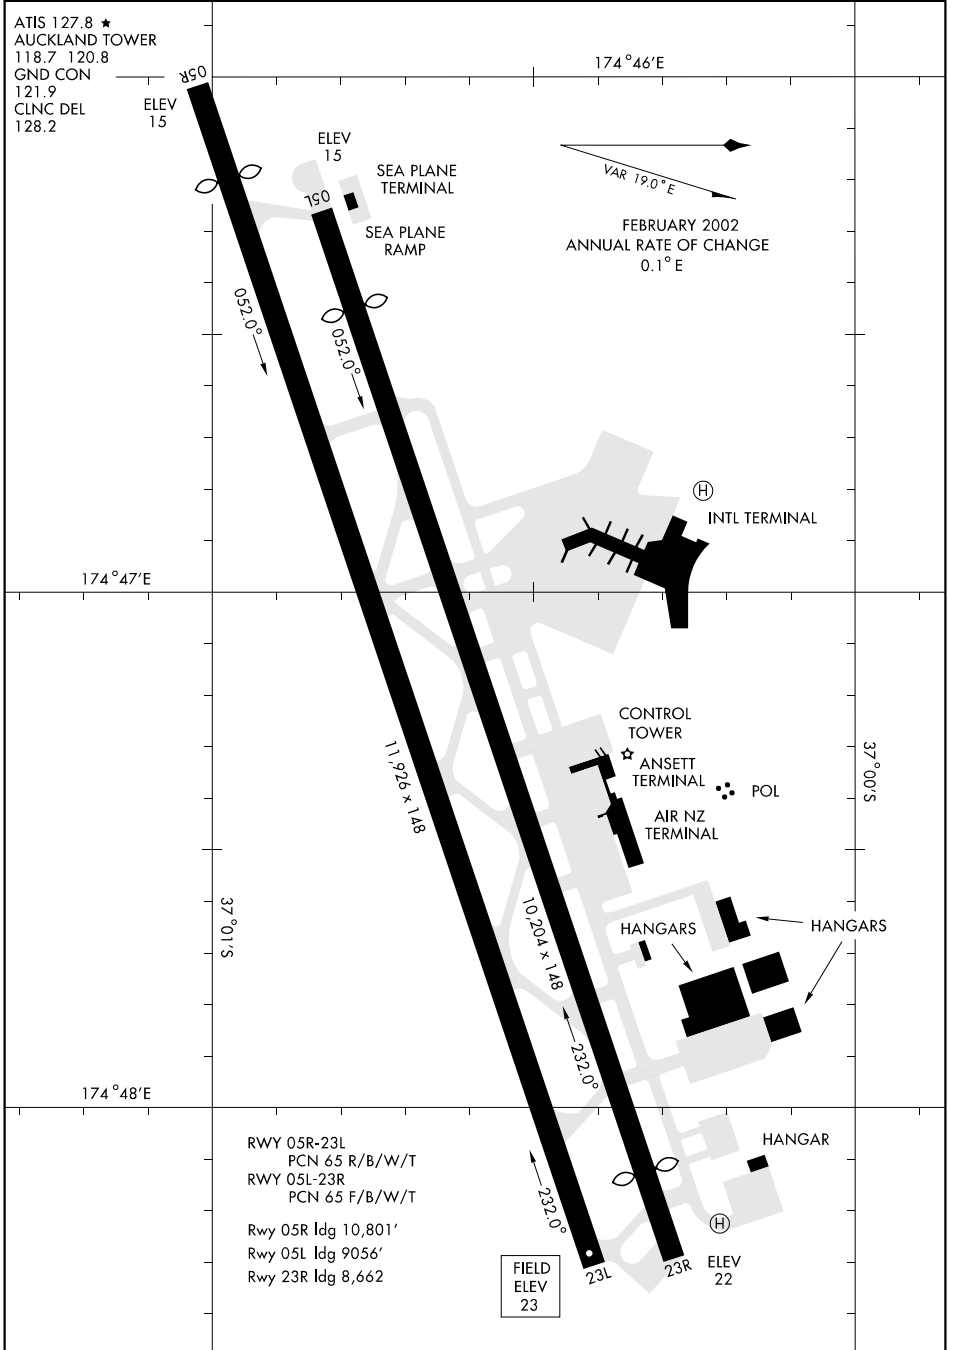 ATIS 127.8 ★
AUCKLAND TOWER
118.7 120.8
GND CON
121.9
CLNC DEL
128.2
05R
ELEV
15
174°46'E
ELEV
15
SEA PLANE
TERMINAL
05L
SEA PLANE
RAMP
VAR 19.0°E
FEBRUARY 2002
ANNUAL RATE OF CHANGE
0.1° E
052.0°
052.0°
H
INTL TERMINAL
174°47'E
CONTROL
TOWER
ANSETT
TERMINAL
POL
AIR NZ
TERMINAL
37°00'S
11,926 x 148
37°01'S
10,204 x 148
HANGARS
HANGARS
232.0°
174°48'E
RWY 05R-23L
PCN 65 R/B/W/T
RWY 05L-23R
PCN 65 F/B/W/T
Rwy 05R ldg 10,801'
Rwy 05L ldg 9056'
Rwy 23R ldg 8,662
232.0°
HANGAR
H
FIELD
ELEV
23
23L
23R
ELEV
22